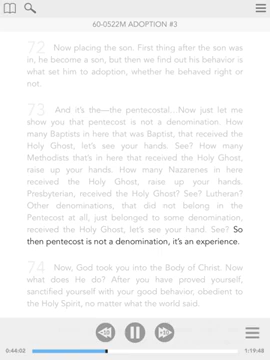 60-0522M ADOPTION #3
72 Now placing the son. First thing after the son was
in, he become a son, but then we find out his behavior is
what set him to adoption, whether he behaved right or
not.
73 And it's the—the pentecostal...Now just let me
show you that pentecost is not a denomination. How
many Baptists in here that was Baptist, that received the
Holy Ghost, let's see your hands. See? How many
Methodists that's in here that received the Holy Ghost,
raise up your hands. How many Nazarenes in here
received the Holy Ghost, raise up your hands.
Presbyterian, received the Holy Ghost? See? Lutheran?
Other denominations, that did not belong in the
Pentecost at all, just belonged to some denomination,
received the Holy Ghost, let's see your hand. See? So
then pentecost is not a denomination, it's an experience.
74 Now, God took you into the Body of Christ. Now
what does He do? After you have proved yourself,
sanctified yourself with your good behavior, obedient to
the Holy Spirit, no matter what the world said.
0:44:02
1:19:48